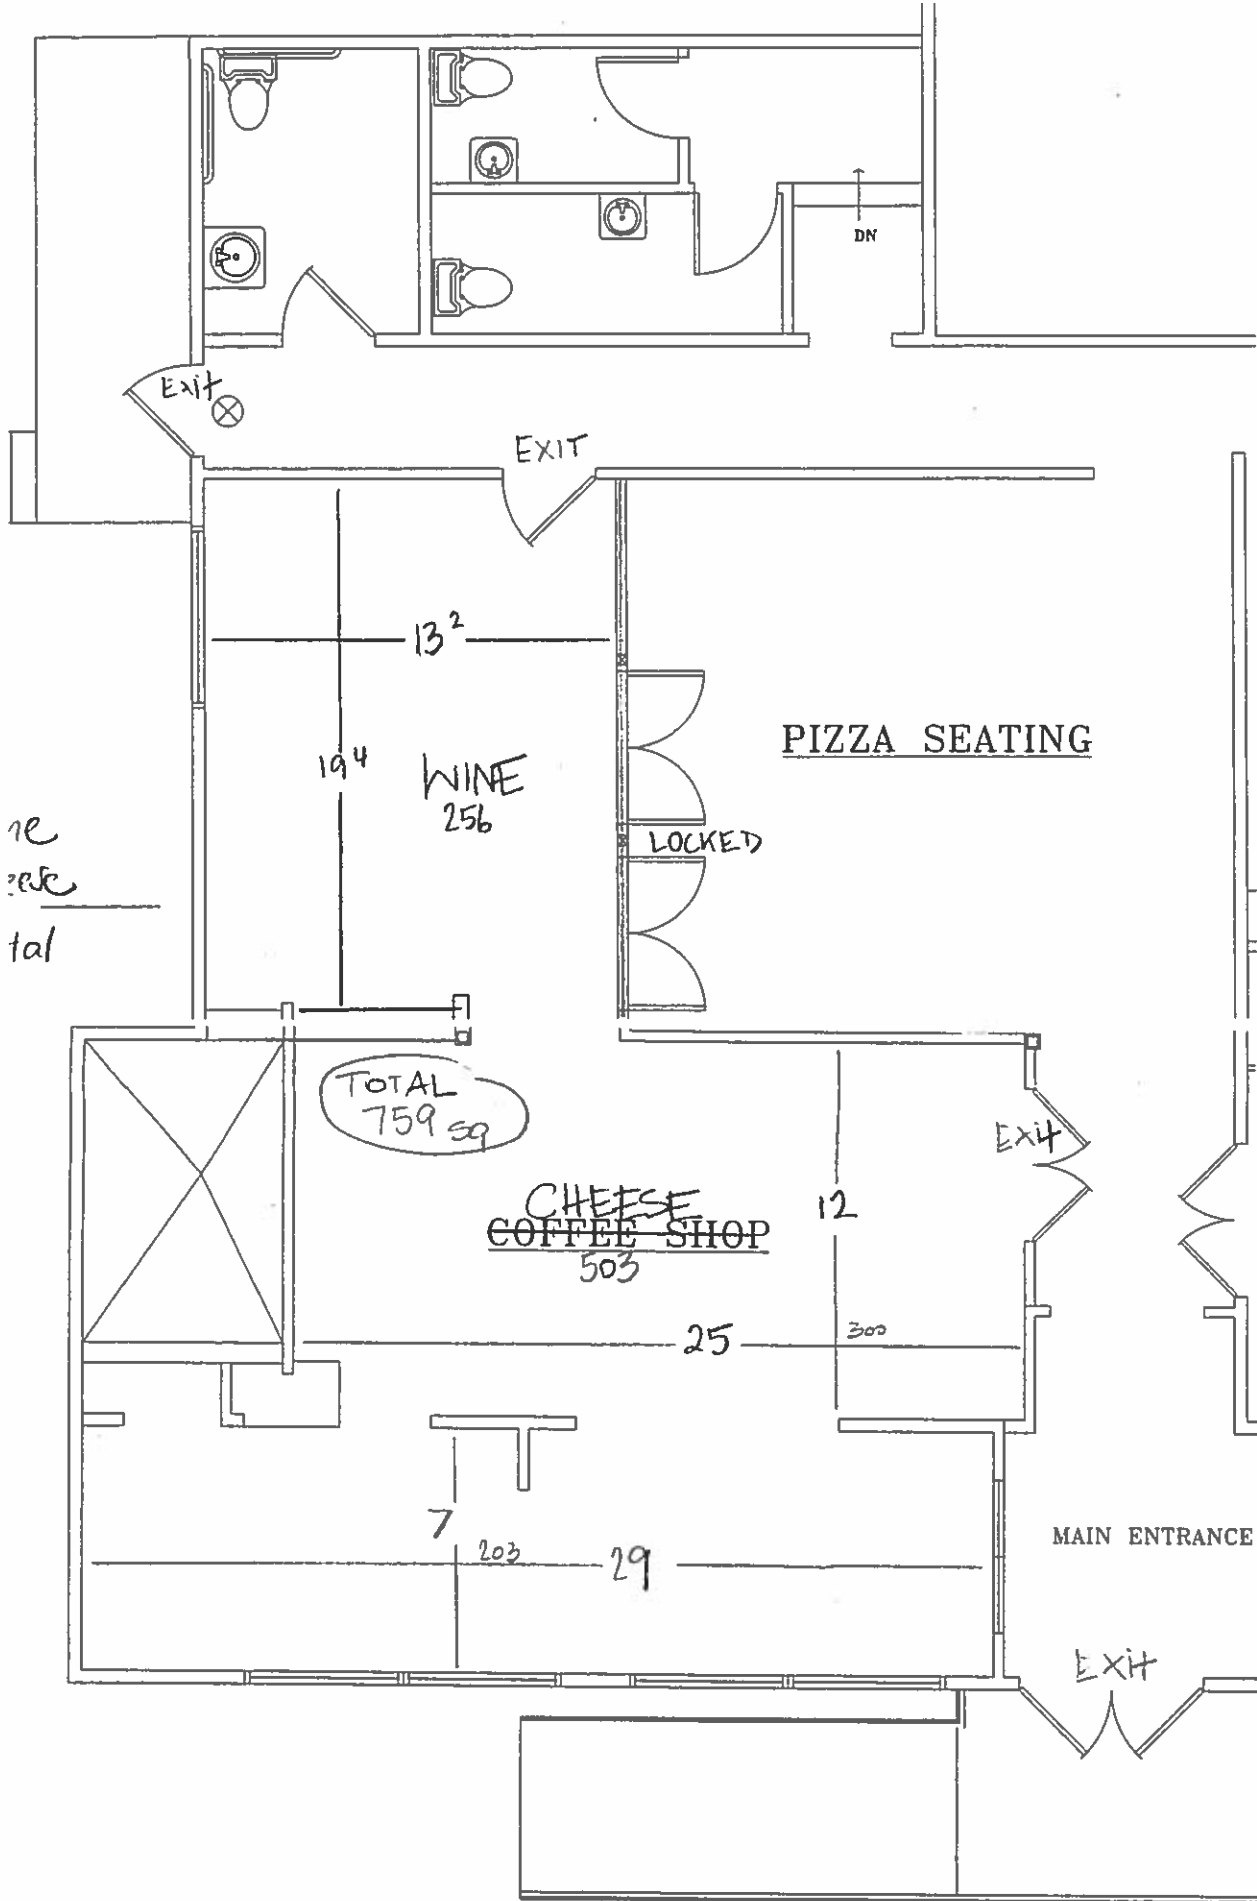 DN
Exit
EXIT
13²
19⁴
WINE
256
PIZZA SEATING
LOCKED
tal
TOTAL
759 sq
Exit
CHEESE
COFFEE SHOP
503
12
25
300
7
203
29
MAIN ENTRANCE
Exit